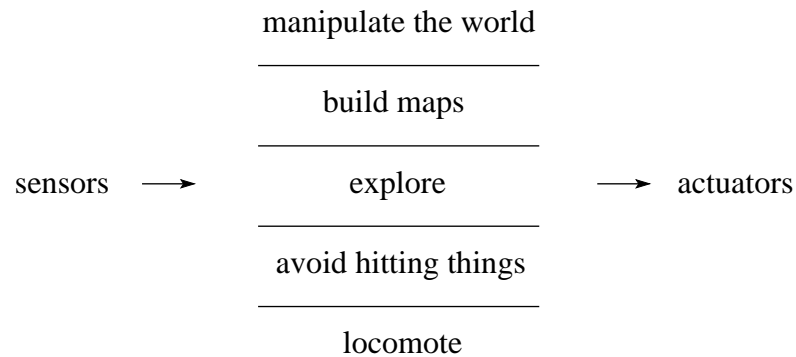 manipulate the world
build maps
sensors explore actuators
avoid hitting things
locomote